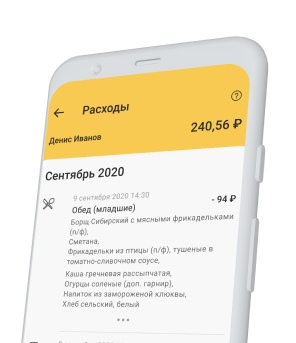 Расходы
Денис Иванов
240,56 ₽
Сентябрь 2020
9 сентября 2020 14:30
Обед (младшие)
- 94 ₽
Борщ Сибирский с мясными фрикадельками
(п/ф),
Сметана,
Фрикадельки из птицы (п/ф), тушеные в
томатно-сливочном соусе,
Каша гречневая рассыпчатая,
Огурцы соленые (доп. гарнир),
Напиток из замороженой клюквы,
Хлеб сельский, белый